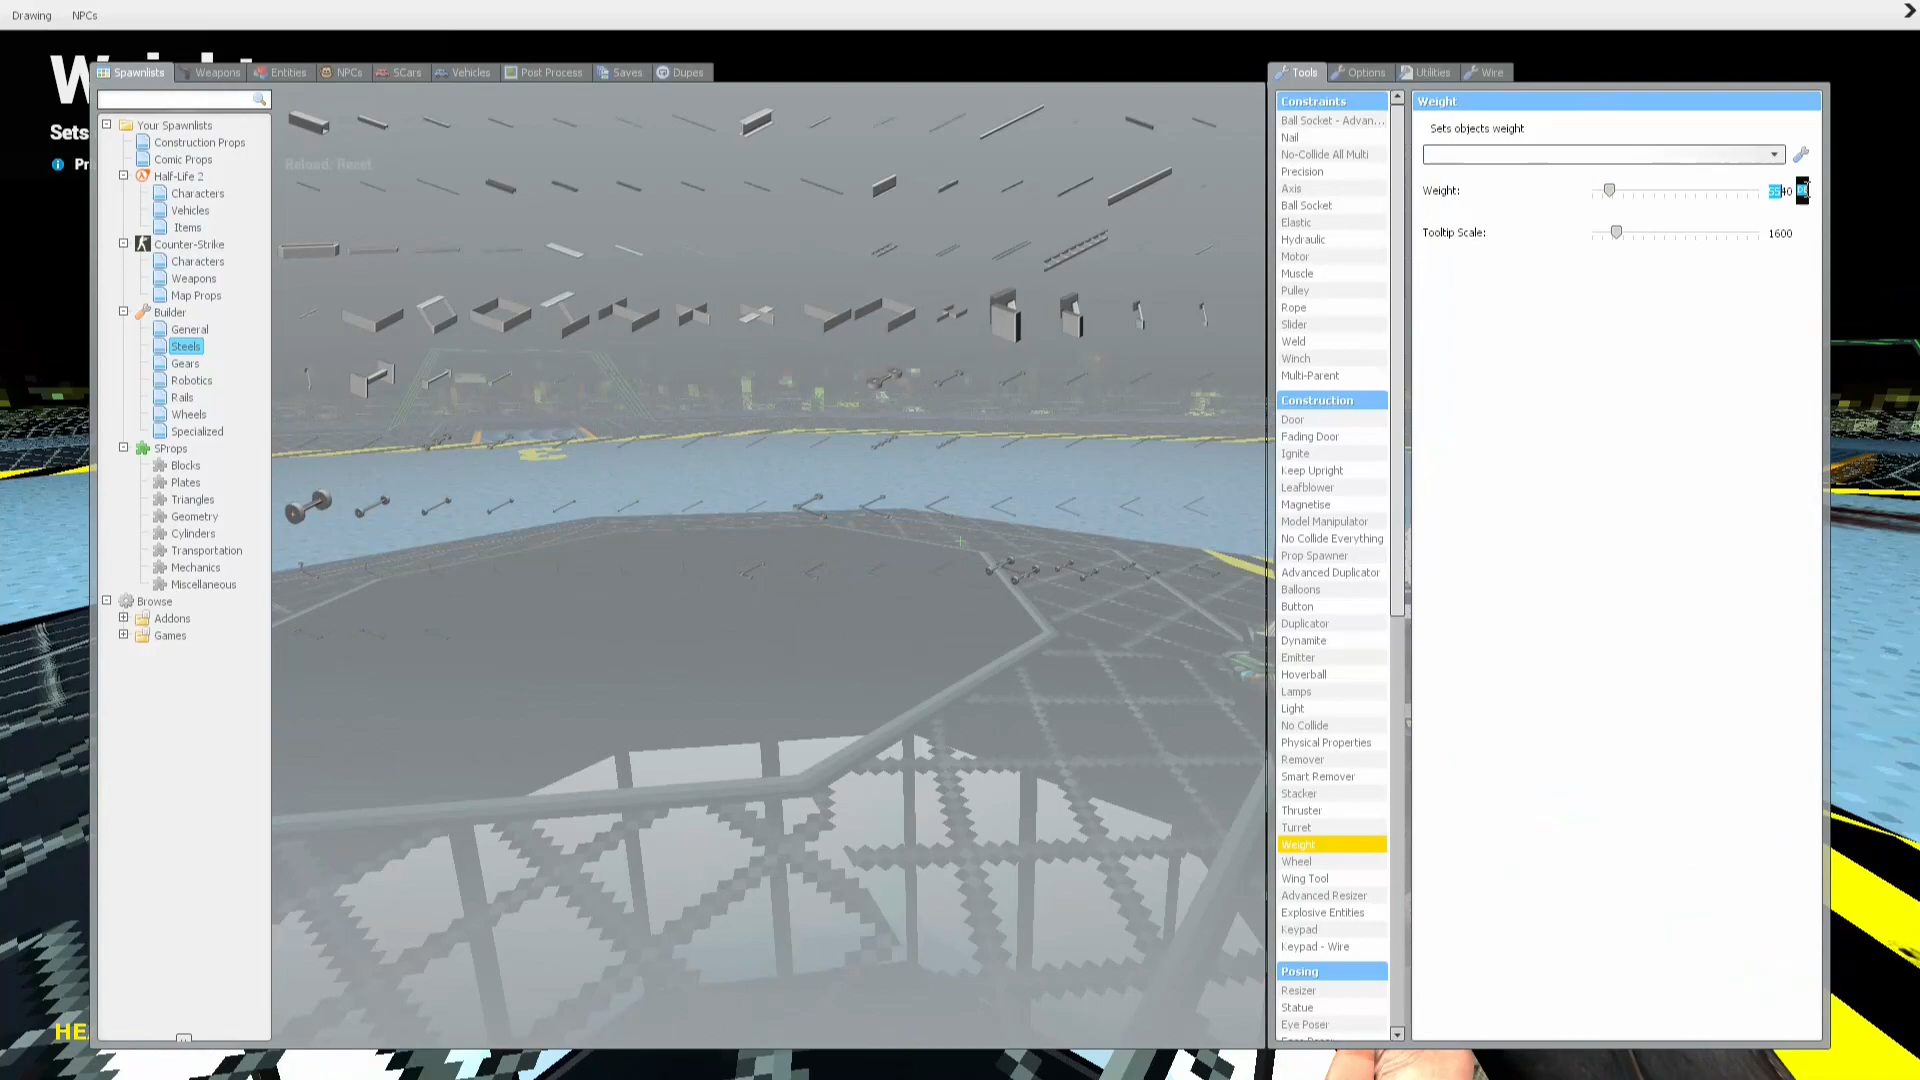 Drawing NPCs
Sets
Spawnlists Weapons Entities NPCs SCars Vehicles Post Process Saves Dupes
Tools Options Utilities Wire
Reload: Reset
Your Spawnlists
Construction Props
Comic Props
Half-Life 2
Characters
Vehicles
Items
Counter-Strike
Characters
Weapons
Map Props
Builder
General
Steels
Gears
Robotics
Rails
Wheels
Specialized
SProps
Blocks
Plates
Triangles
Geometry
Cylinders
Transportation
Mechanics
Miscellaneous
Browse
Addons
Games
Constraints
Ball Socket - Advan...
Nail
No-Collide All Multi
Precision
Axis
Ball Socket
Elastic
Hydraulic
Motor
Muscle
Pulley
Rope
Slider
Weld
Winch
Multi-Parent
Construction
Door
Fading Door
Ignite
Keep Upright
Leafblower
Magnetise
Model Manipulator
No Collide Everything
Prop Spawner
Advanced Duplicator
Balloons
Button
Duplicator
Dynamite
Emitter
Hoverball
Lamps
Light
No Collide
Physical Properties
Remover
Smart Remover
Stacker
Thruster
Turret
Weight
Wheel
Wing Tool
Advanced Resizer
Explosive Entities
Keypad
Keypad - Wire
Posing
Resizer
Statue
Eye Poser
Weight
Sets objects weight
Weight:
Tooltip Scale: 1600